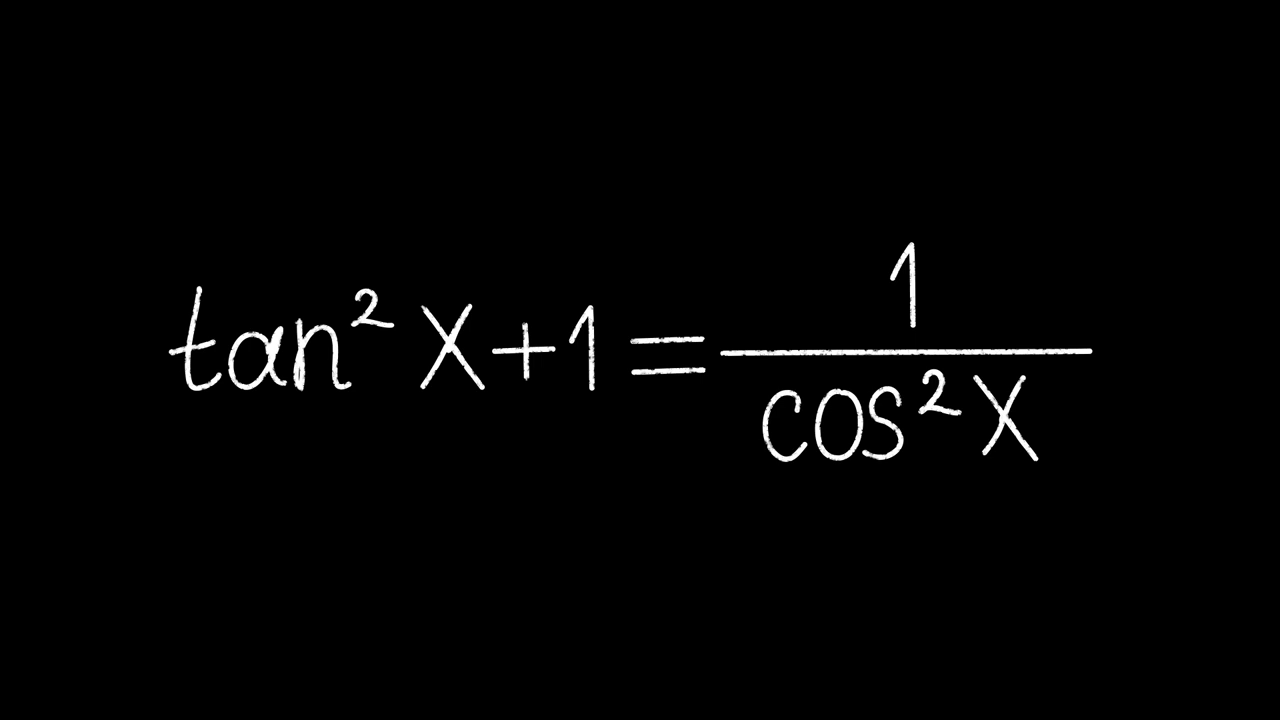 tan² X + 1 = 1 / cos² X